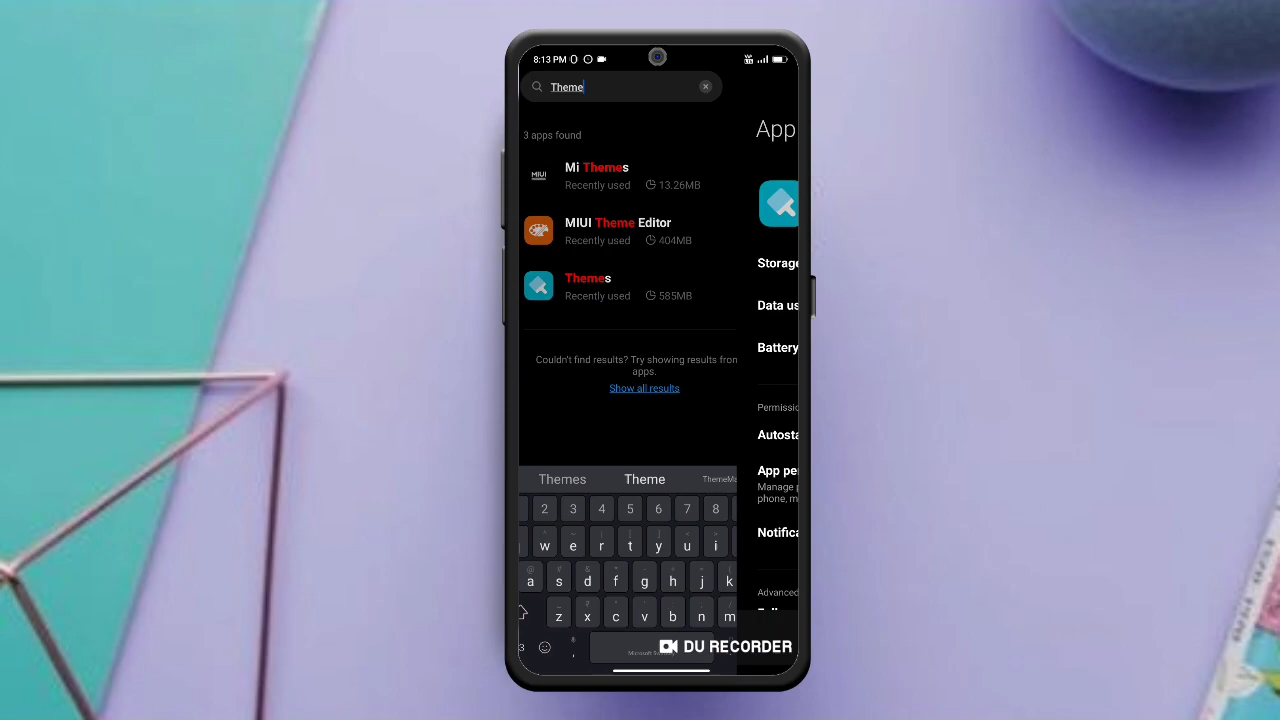 8:13 PM
Theme
3 apps found
App
MIUI
Mi Themes
Recently used 13.26MB
MIUI Theme Editor
Recently used 404MB
Themes
Recently used 585MB
Storage
Data us
Battery
Couldn't find results? Try showing results from
apps.
Show all results
Permissio
Autosta
App pe
Manage p
phone, m
Notifica
Advanced
Themes Theme ThemeMa
2 3 4 5 6 7 8
w e r t y u i
a s d f g h j k
z x c v b n m
3 , DU RECORDER